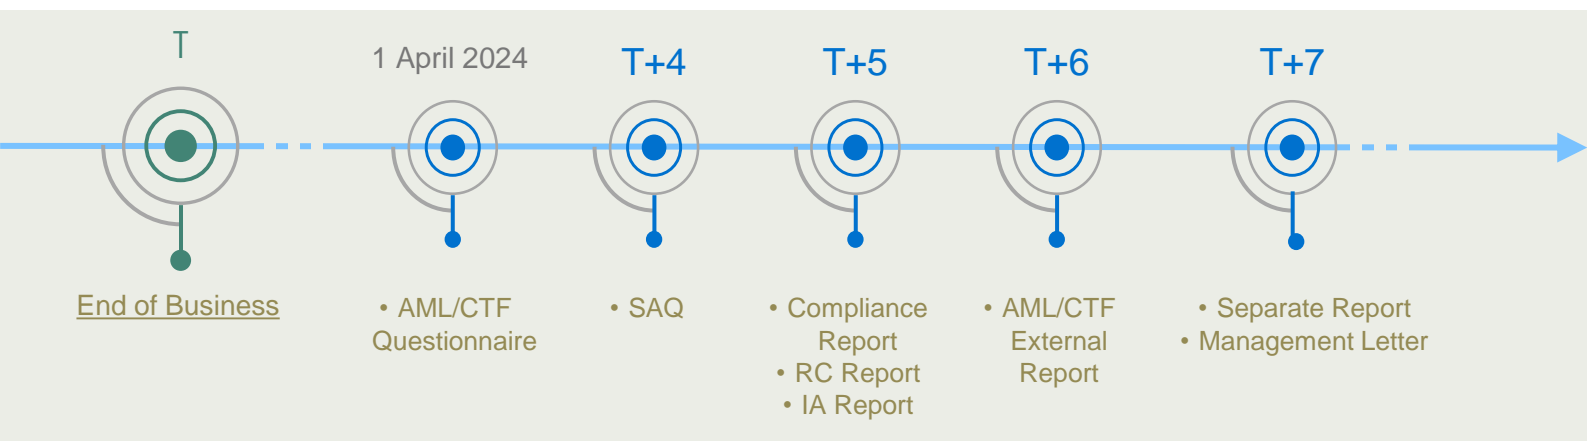 T
1 April 2024
T+4
T+5
T+6
T+7
End of Business
• AML/CTF
Questionnaire
• SAQ
• Compliance
Report
• RC Report
• IA Report
• AML/CTF
External
Report
• Separate Report
• Management Letter